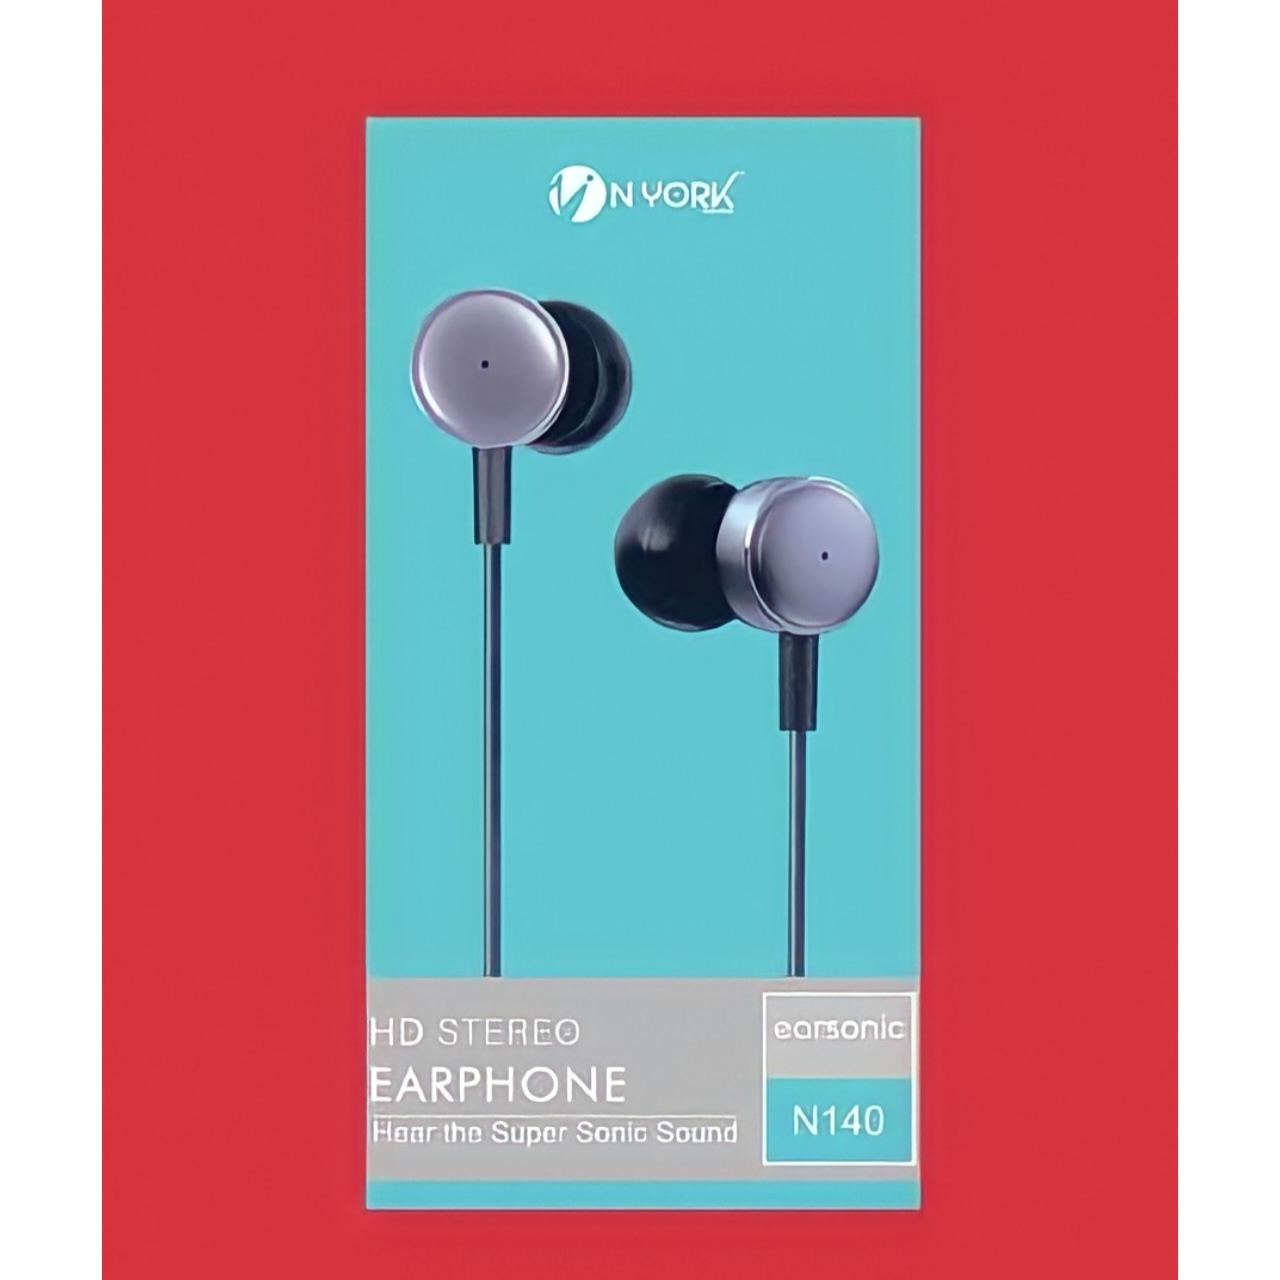 N YORK
HD STEREO
EARPHONE
Hear the Super Sonic Sound
earsonic
N140